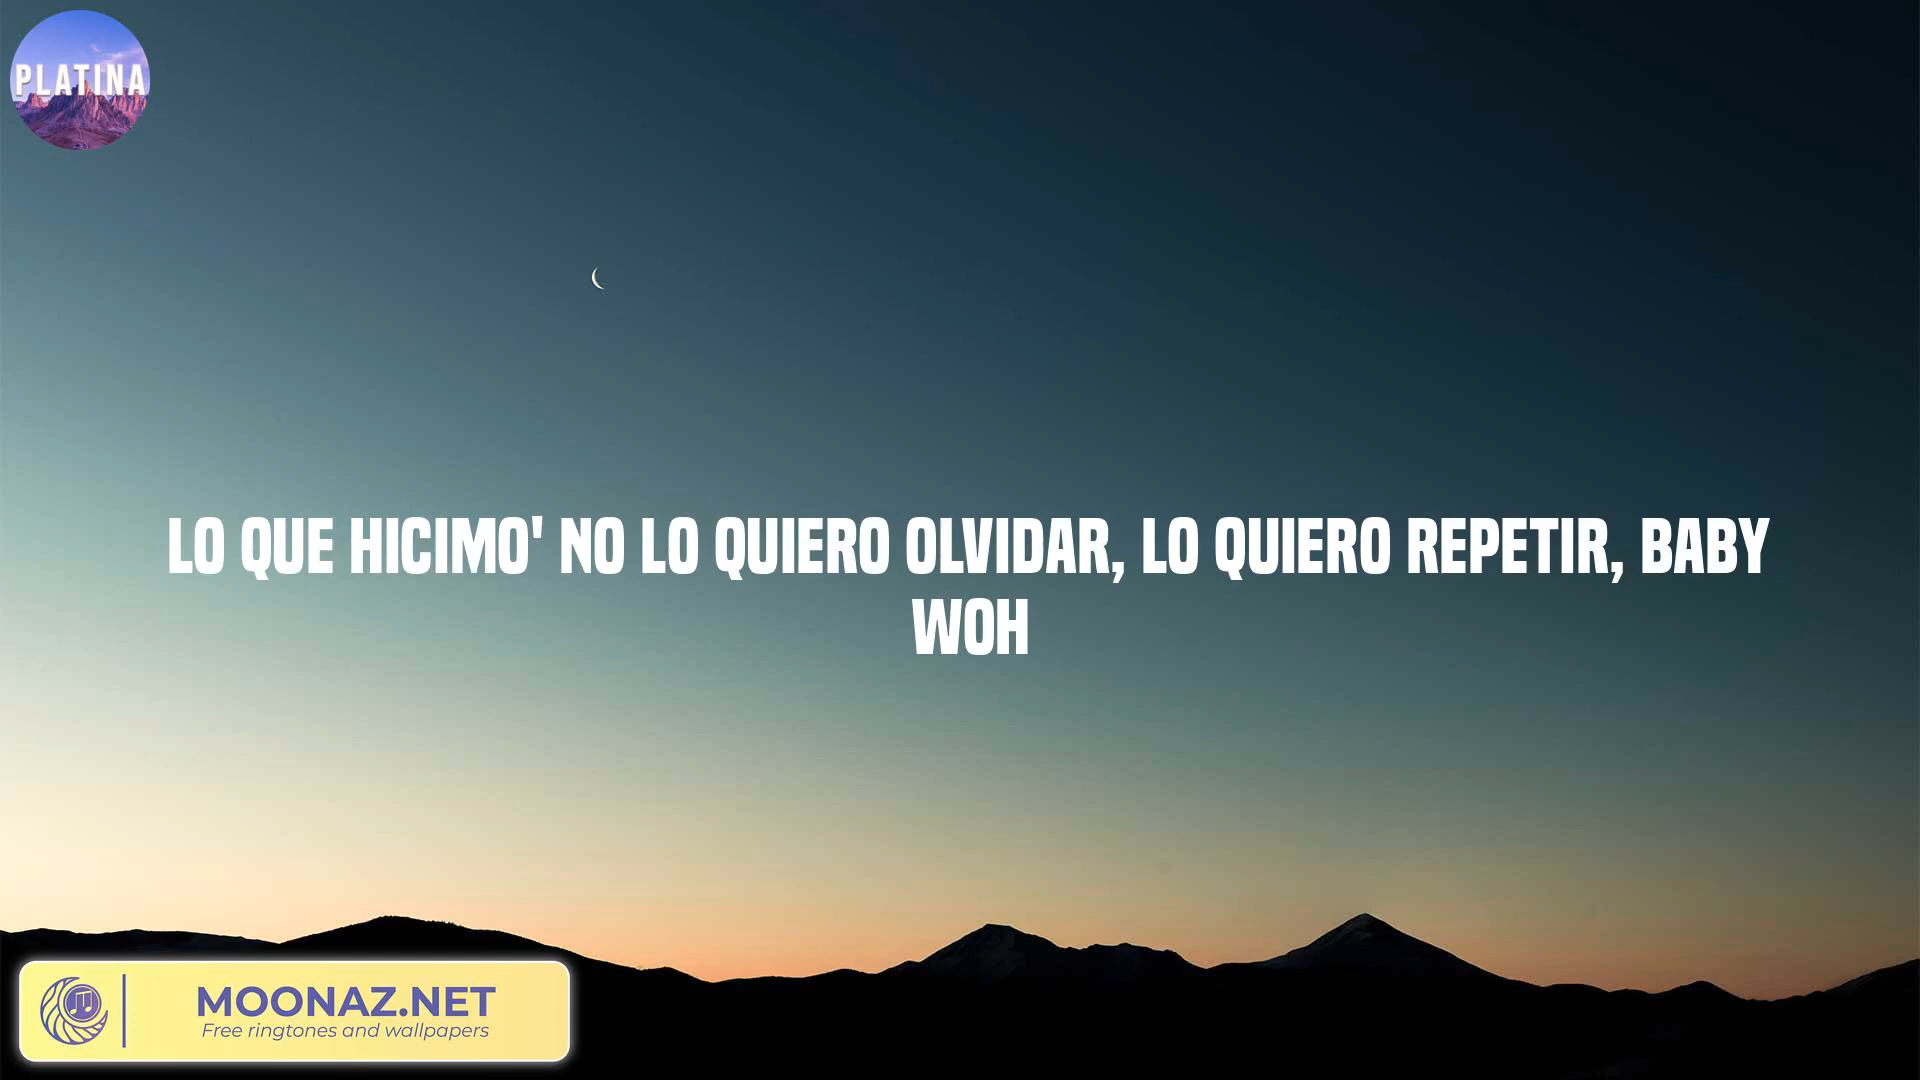 PLATINA
LO QUE HICIMO' NO LO QUIERO OLVIDAR, LO QUIERO REPETIR, BABY
WOH
MOONAZ.NET
Free ringtones and wallpapers